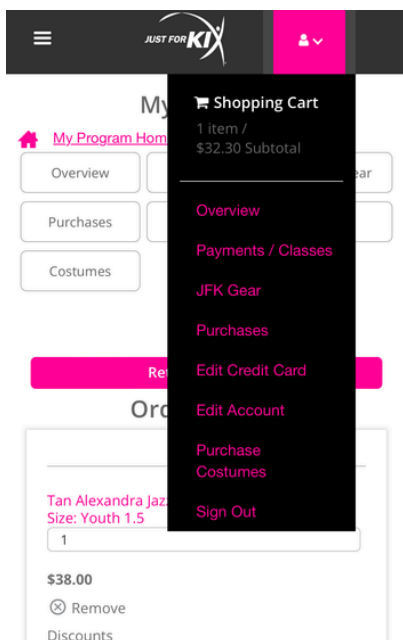 JUST FOR KIX
My
Shopping Cart
1 item /
$32.30 Subtotal
My Program Hom
Overview
ear
Purchases
Costumes
Overview
Payments / Classes
JFK Gear
Purchases
Edit Credit Card
Edit Account
Purchase
Costumes
Sign Out
Re
Ord
Tan Alexandra Jaz
Size: Youth 1.5
1
$38.00
Remove
Discounts